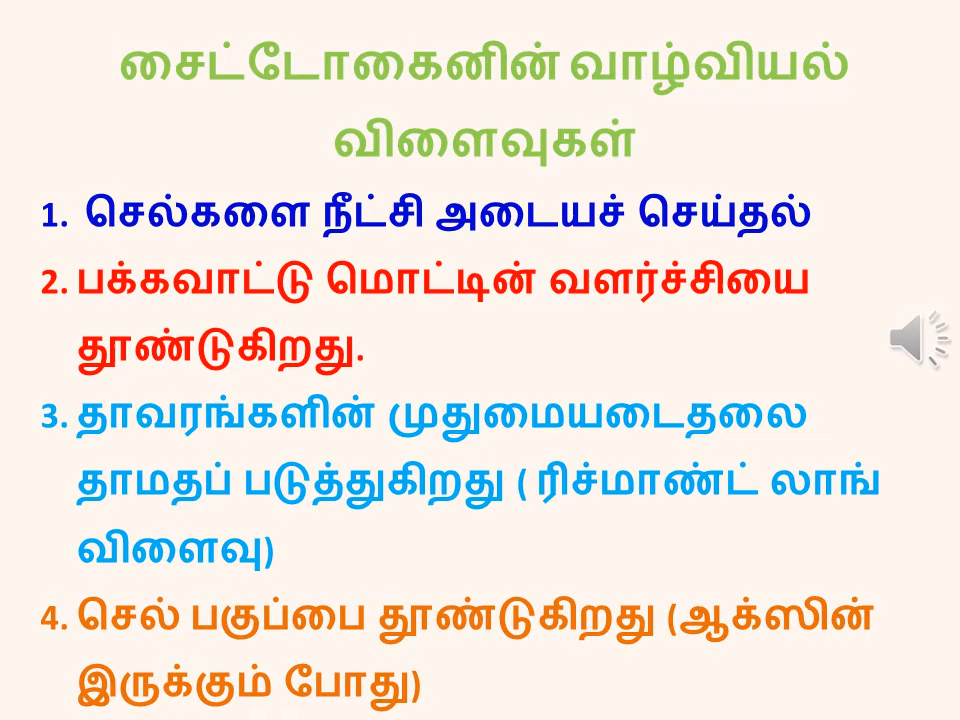 சைட்டோகைனின் வாழ்வியல்
விளைவுகள்
1. செல்களை நீட்சி அடையச் செய்தல்
2. பக்கவாட்டு மொட்டின் வளர்ச்சியை
தூண்டுகிறது.
3. தாவரங்களின் முதுமையடைதலை
தாமதப் படுத்துகிறது ( ரிச்மாண்ட் லாங்
விளைவு)
4. செல் பகுப்பை தூண்டுகிறது (ஆக்ஸின்
இருக்கும் போது)